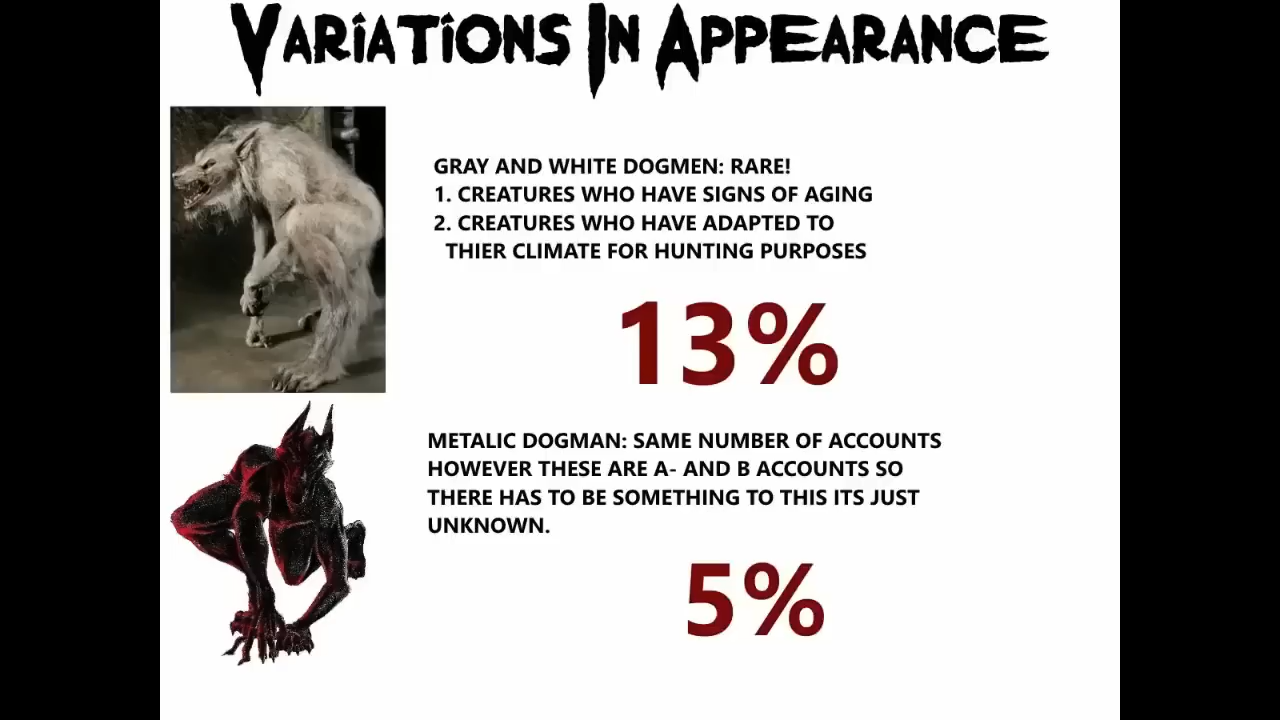 VARiATiONS IN APPEARANCE
GRAY AND WHITE DOGMEN: RARE!
1. CREATURES WHO HAVE SIGNS OF AGING
2. CREATURES WHO HAVE ADAPTED TO
THIER CLIMATE FOR HUNTING PURPOSES
13%
METALIC DOGMAN: SAME NUMBER OF ACCOUNTS
HOWEVER THESE ARE A- AND B ACCOUNTS SO
THERE HAS TO BE SOMETHING TO THIS ITS JUST
UNKNOWN.
5%